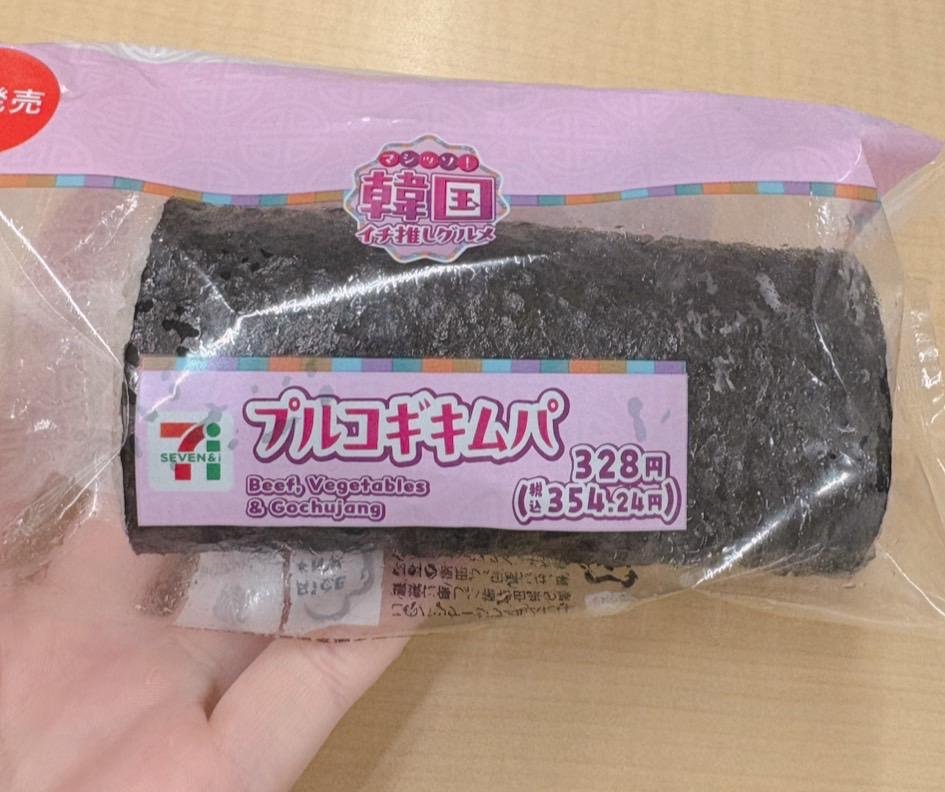 発売
マシッソ!
韓国
イチ推しグルメ
7i
SEVEN&i
プルコギキムパ
Beef, Vegetables
& Gochujang
328円
(税込354.24円)